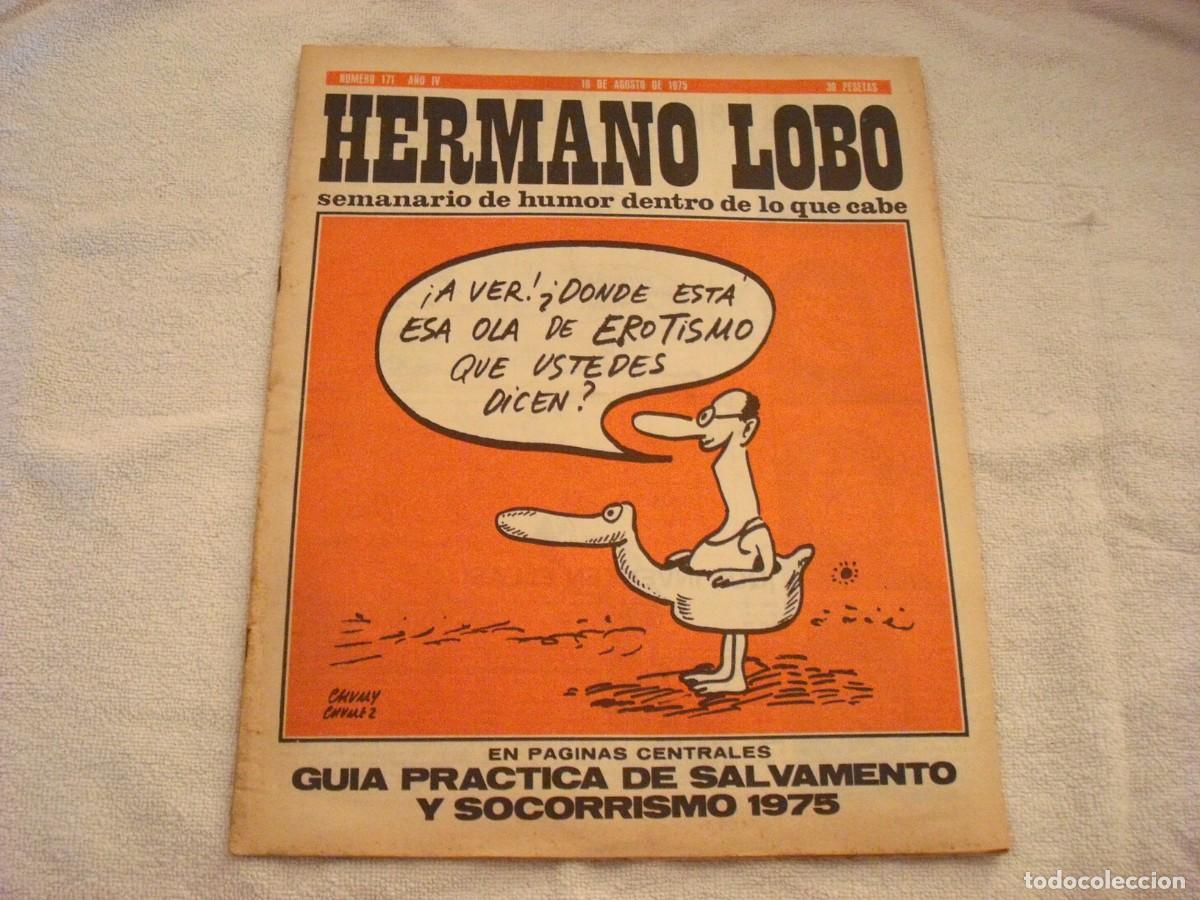 NUMERO 171 AÑO IV 16 DE AGOSTO DE 1975 30 PESETAS
HERMANO LOBO
semanario de humor dentro de lo que cabe
¡A VER! ¿DONDE ESTÁ
ESA OLA DE EROTISMO
QUE USTEDES
DICEN?
CHUMY
CHUMEZ
EN PAGINAS CENTRALES
GUIA PRACTICA DE SALVAMENTO
Y SOCORRISMO 1975
todocoleccion